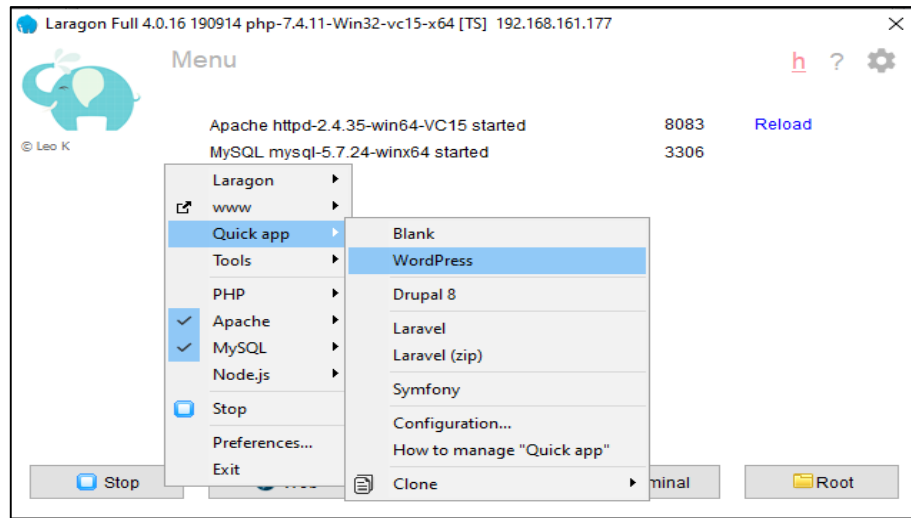 Laragon Full 4.0.16 190914 php-7.4.11-Win32-vc15-x64 [TS] 192.168.161.177
Menu
h ?
© Leo K
Apache httpd-2.4.35-win64-VC15 started 8083 Reload
MySQL mysql-5.7.24-winx64 started 3306
Laragon
www
Quick app
Tools
PHP
Apache
MySQL
Node.js
Stop
Preferences...
Exit
Blank
WordPress
Drupal 8
Laravel
Laravel (zip)
Symfony
Configuration...
How to manage "Quick app"
Clone
Stop
Root